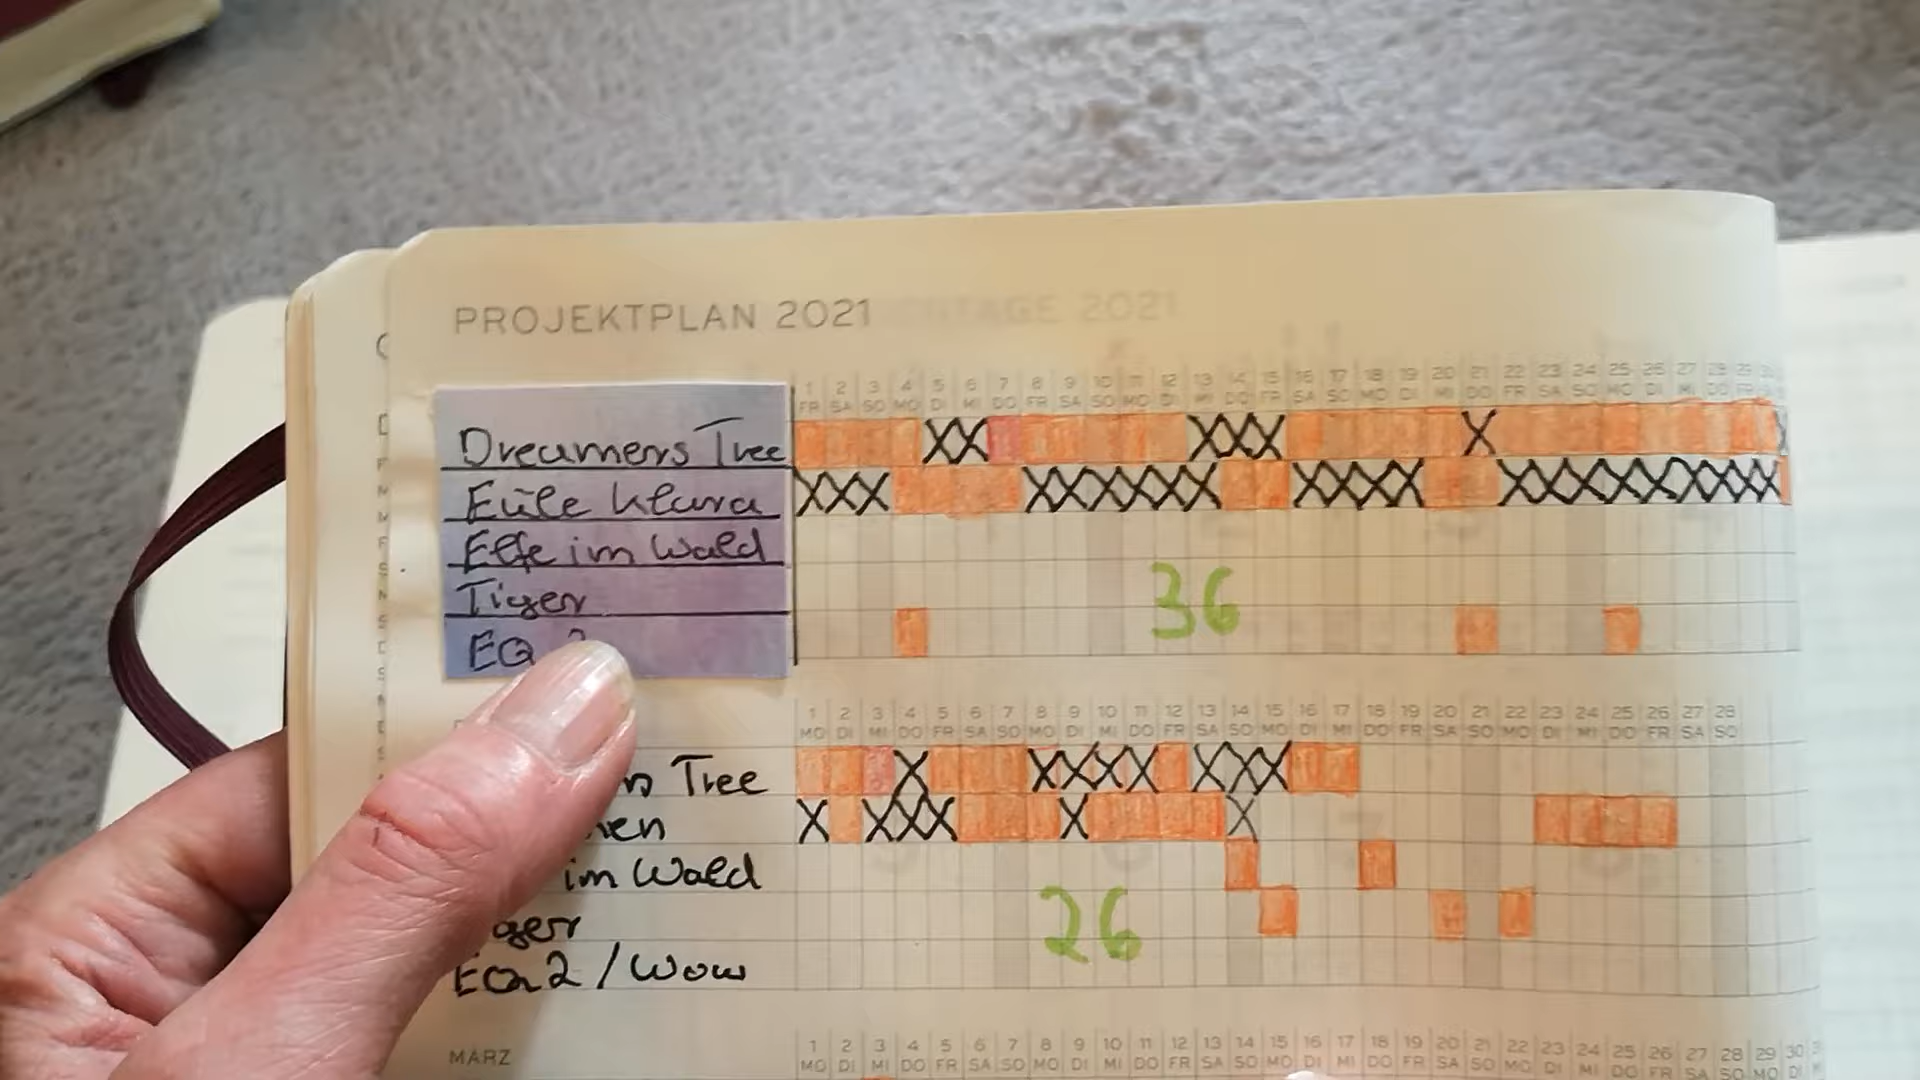 PROJEKTPLAN 2021
1 2 3 4 5 6 7 8 9 10 11 12 13 14 15 16 17 18 19 20 21 22 23 24 25 26 27 28 29 30
FR SA SO MO DI MI DO FR SA SO MO DI MI DO FR SA SO MO DI MI DO FR SA SO MO DI MI DO FR
Dreamers Tree
Eule Klara
Elfe im Wald
Tiger
36
EQ 2
1 2 3 4 5 6 7 8 9 10 11 12 13 14 15 16 17 18 19 20 21 22 23 24 25 26 27 28
MO DI MI DO FR SA SO MO DI MI DO FR SA SO MO DI MI DO FR SA SO MO DI MI DO FR SA SO
Tree
im Wald
26
EQ2 / Wow
MÄRZ
1 2 3 4 5 6 7 8 9 10 11 12 13 14 15 16 17 18 19 20 21 22 23 24 25 26 27 28 29 30
MO DI MI DO FR SA SO MO DI MI DO FR SA SO MO DI MI DO FR SA SO MO DI MI DO FR SA SO MO DI